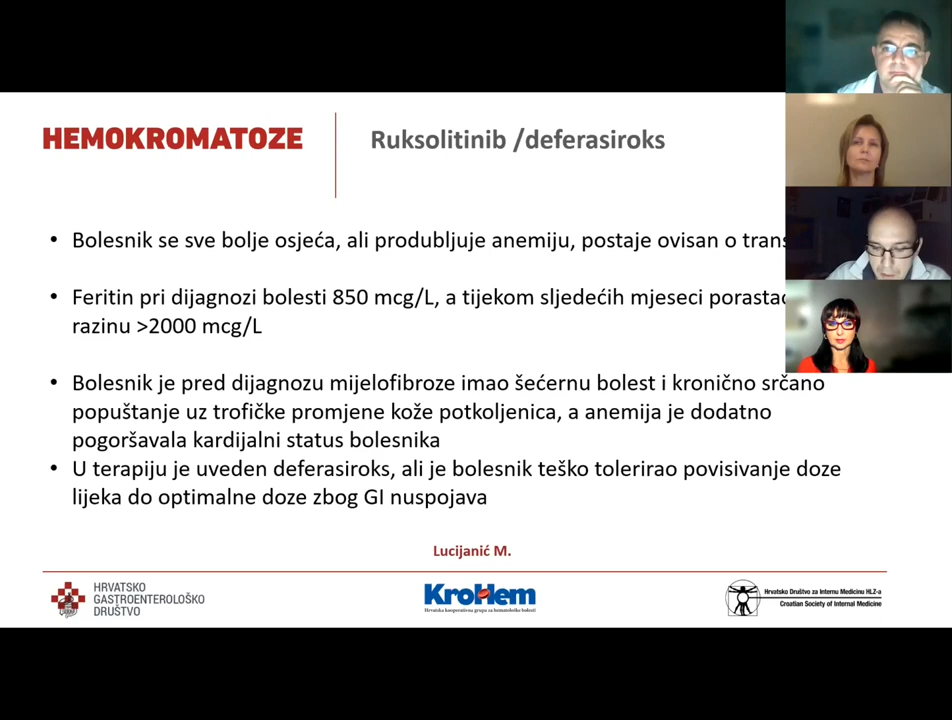 HEMOKROMATOZE
Ruksolitinib /deferasiroks
• Bolesnik se sve bolje osjeća, ali produbljuje anemiju, postaje ovisan o
• Feritin pri dijagnozi bolesti 850 mcg/L, a tijekom sljedećih mjeseci
razinu >2000 mcg/L
• Bolesnik je pred dijagnozu mijelofibroze imao šećernu bolest i kronično srčano
popuštanje uz trofičke promjene kože potkoljenica, a anemija je dodatno
pogoršavala kardijalni status bolesnika
• U terapiju je uveden deferasiroks, ali je bolesnik teško tolerirao povisivanje doze
lijeka do optimalne doze zbog GI nuspojava
Lucijanić M.
HRVATSKO
GASTROENTEROLOŠKO
DRUŠTVO
KroHem
Hrvatska kooperativna grupa za hematološke bolesti
Hrvatsko Društvo za Internu Medicinu HLZ-a
Croatian Society of Internal Medicine